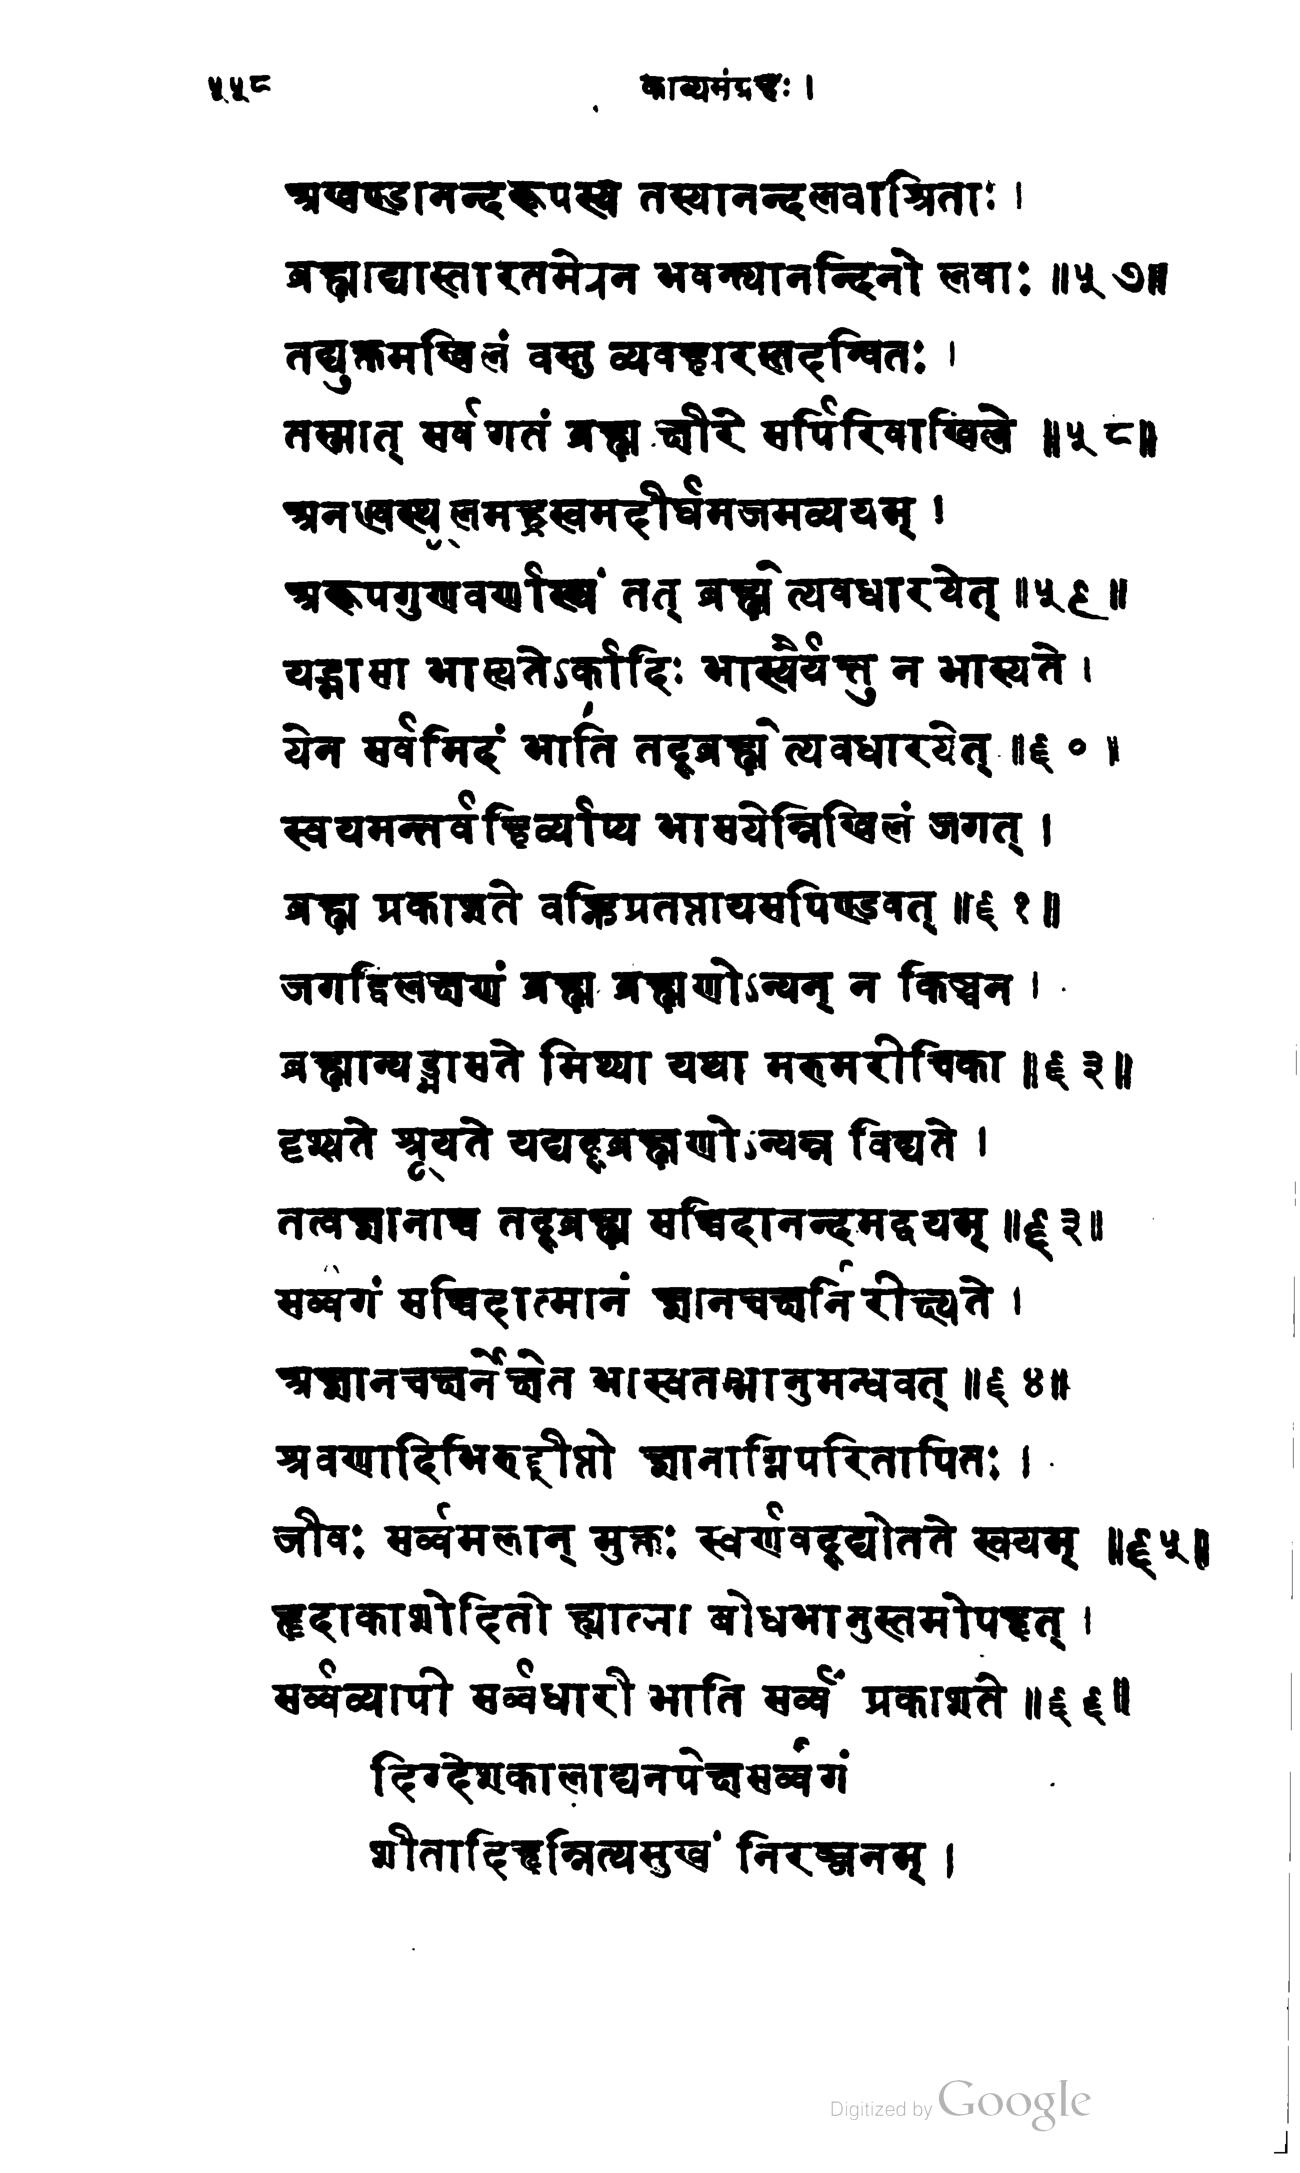 ५५८ काव्यसंग्रहः ।
अखण्डानन्दरूपस्य तस्यानन्दलवाश्रिताः ।
ब्रह्माद्यास्तारतमेान भवन्त्यानन्दिनो लवाः ॥५७॥
तद्युक्तमखिलं वस्तु व्यवहारस्तदन्वितः ।
तस्मात् सर्वगतं ब्रह्म क्षीरे सर्पिरिवाखिले ॥५८॥
अनण्वस्थूलमह्रस्वमदीर्घमजमव्ययम् ।
अरूपगुणवर्णास्थं तत् ब्रह्मेत्यवधारयेत् ॥५९॥
यद्भासा भास्यतेऽर्कादिः भास्यैर्यत्तु न भास्यते ।
येन सर्वमिदं भाति तद्ब्रह्मेत्यवधारयेत् ॥६०॥
स्वयमन्तर्वहिर्व्याप्य भासयेन्निखिलं जगत् ।
ब्रह्म प्रकाशते वह्निप्रतप्तायसपिण्डवत् ॥६१॥
जगद्विलक्षणं ब्रह्म ब्रह्मणोऽन्यन् न किञ्चन ।
ब्रह्मान्यद्भासते मिथ्या यथा मरुमरीचिका ॥६३॥
दृश्यते श्रूयते यद्यद्ब्रह्मणोऽन्यन्न विद्यते ।
तत्वज्ञानाच्च तद्ब्रह्म सच्चिदानन्दमद्वयम् ॥६३॥
सर्व्वगं सच्चिदात्मानं ज्ञानचक्षुर्निरीक्ष्यते ।
अज्ञानचक्षुर्नेक्षेत भास्वतम्भानुमन्धवत् ॥६४॥
श्रवणादिभिरुद्दीप्तो ज्ञानाग्निपरितापितः ।
जीवः सर्व्वमलान् मुक्तः स्वर्णवद्द्योतते स्वयम् ॥६५॥
हृदाकाशोदितो ह्यात्मा बोधभानुस्तमोपहृत् ।
सर्व्वव्यापी सर्व्वधारी भाति सर्व्वं प्रकाशते ॥६६॥
दिग्देशकालाद्यनपेक्षसर्व्वगं
शीतादिहृन्नित्यसुखं निरञ्जनम् ।
Digitized by Google